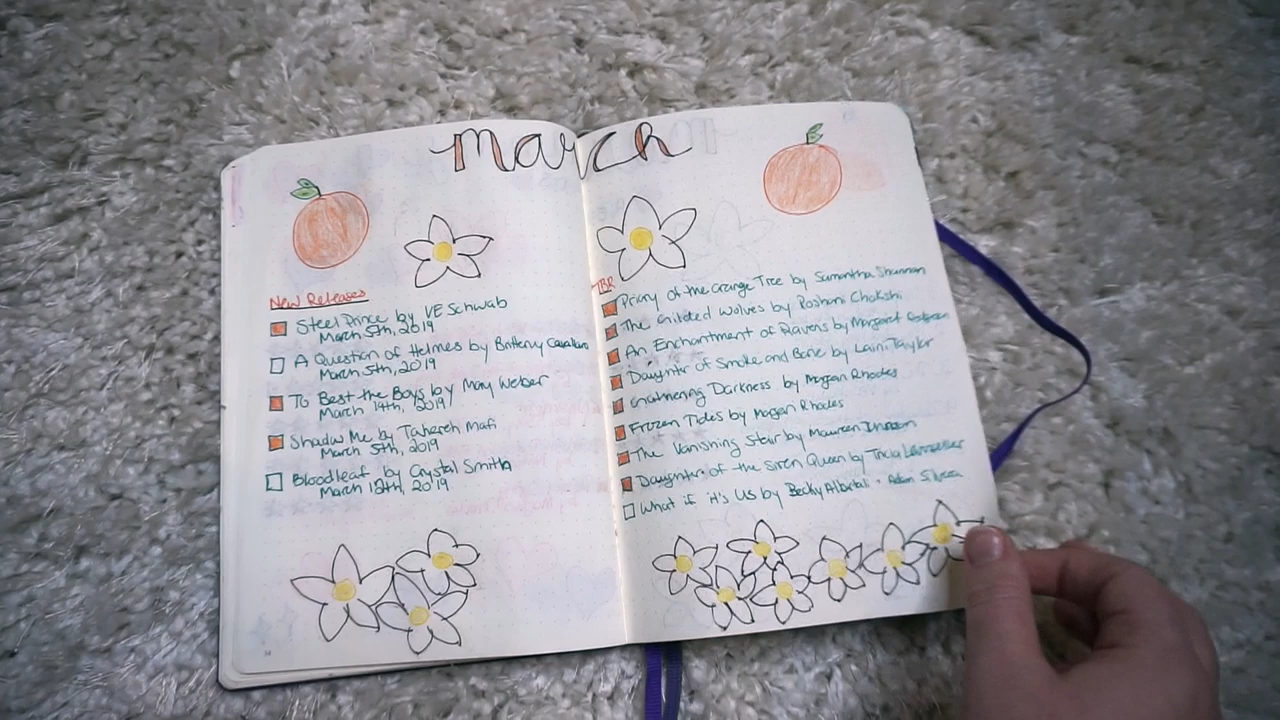 march
New Releases
Steel Prince by VE Schwab
March 5th, 2019
A Question of Holmes by Brittany Cavallaro
March 5th, 2019
To Best the Boys by Mary Weber
March 19th, 2019
Shadow Me by Tahereh Mafi
March 5th, 2019
Bloodleaf by Crystal Smith
March 12th, 2019
TBR
Priory of the Orange Tree by Samantha Shannon
The Gilded Wolves by Roshani Chokshi
An Enchantment of Ravens by Margaret Rogerson
Daughter of Smoke and Bone by Laini Taylor
Gathering Darkness by Morgan Rhodes
Frozen Tides by Morgan Rhodes
The Vanishing Stair by Maureen Johnson
Daughter of the Siren Queen by Tricia Levenseller
What if it's Us by Becky Albertalli + Adam Silvera